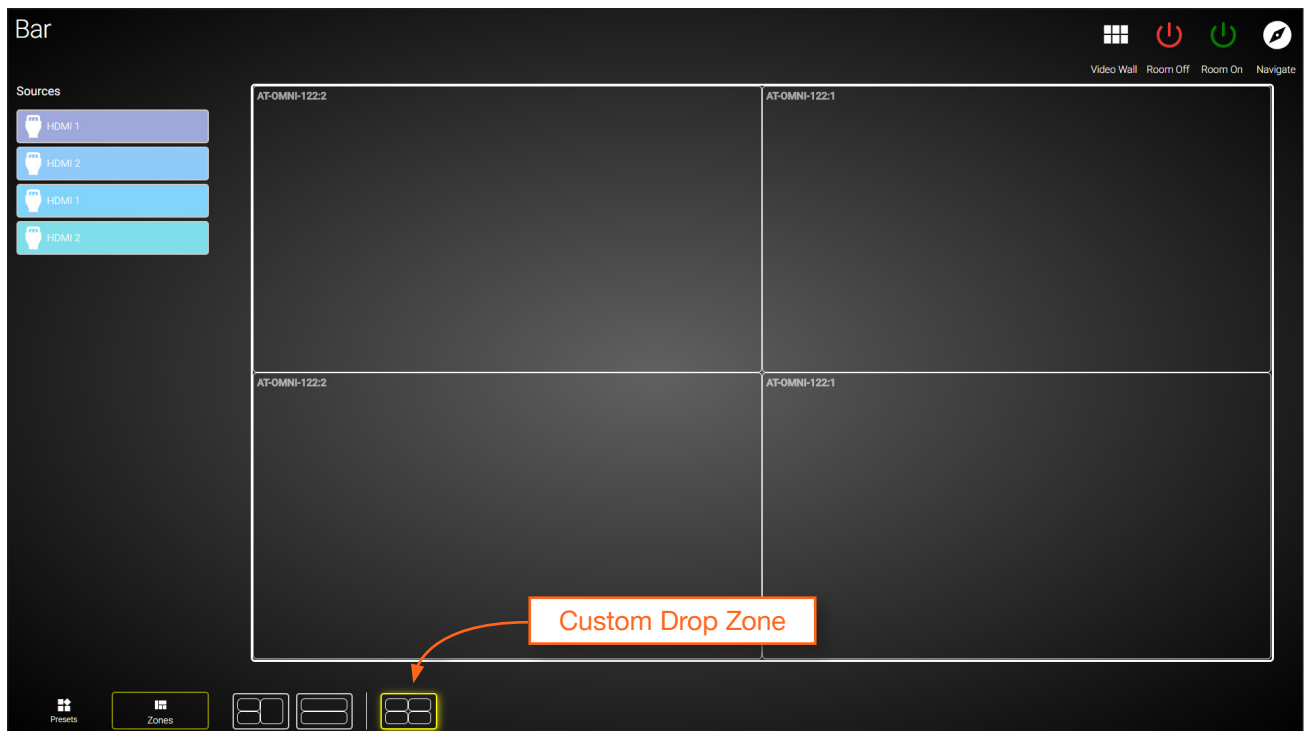 Bar
Video Wall
Room Off
Room On
Navigate
Sources
HDMI 1
HDMI 2
HDMI 1
HDMI 2
AT-OMNI-122:2
AT-OMNI-122:1
AT-OMNI-122:2
AT-OMNI-122:1
Custom Drop Zone
Presets
Zones